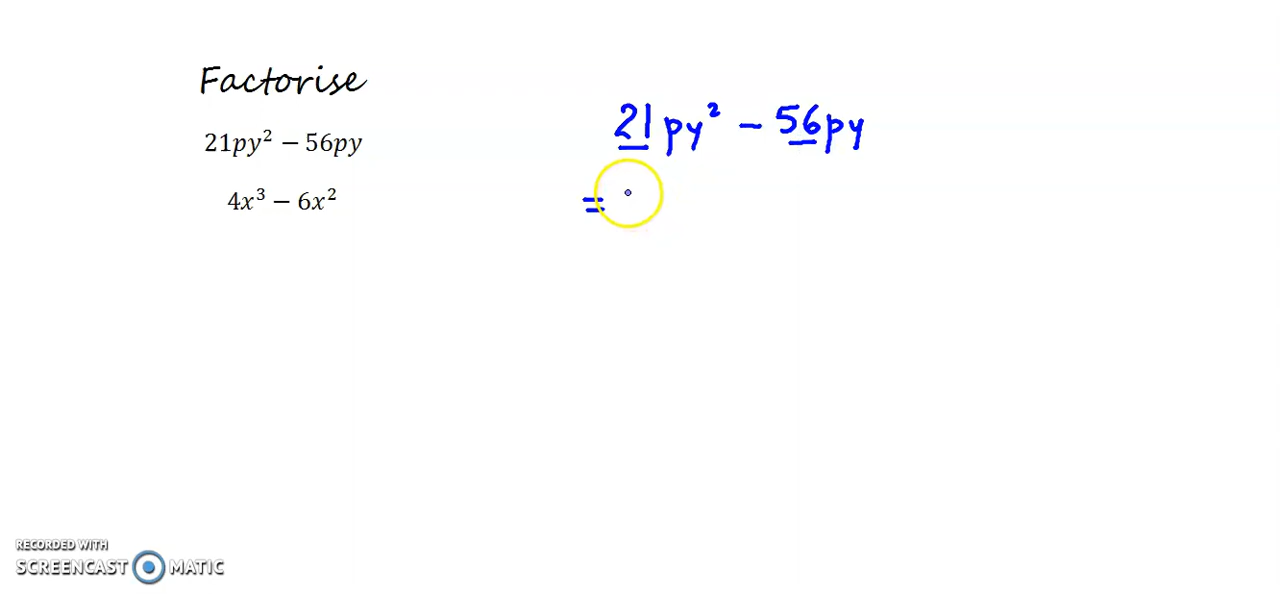 Factorise
21py² − 56py
4x³ − 6x²
21py² − 56py
=
RECORDED WITH
SCREENCAST MATIC